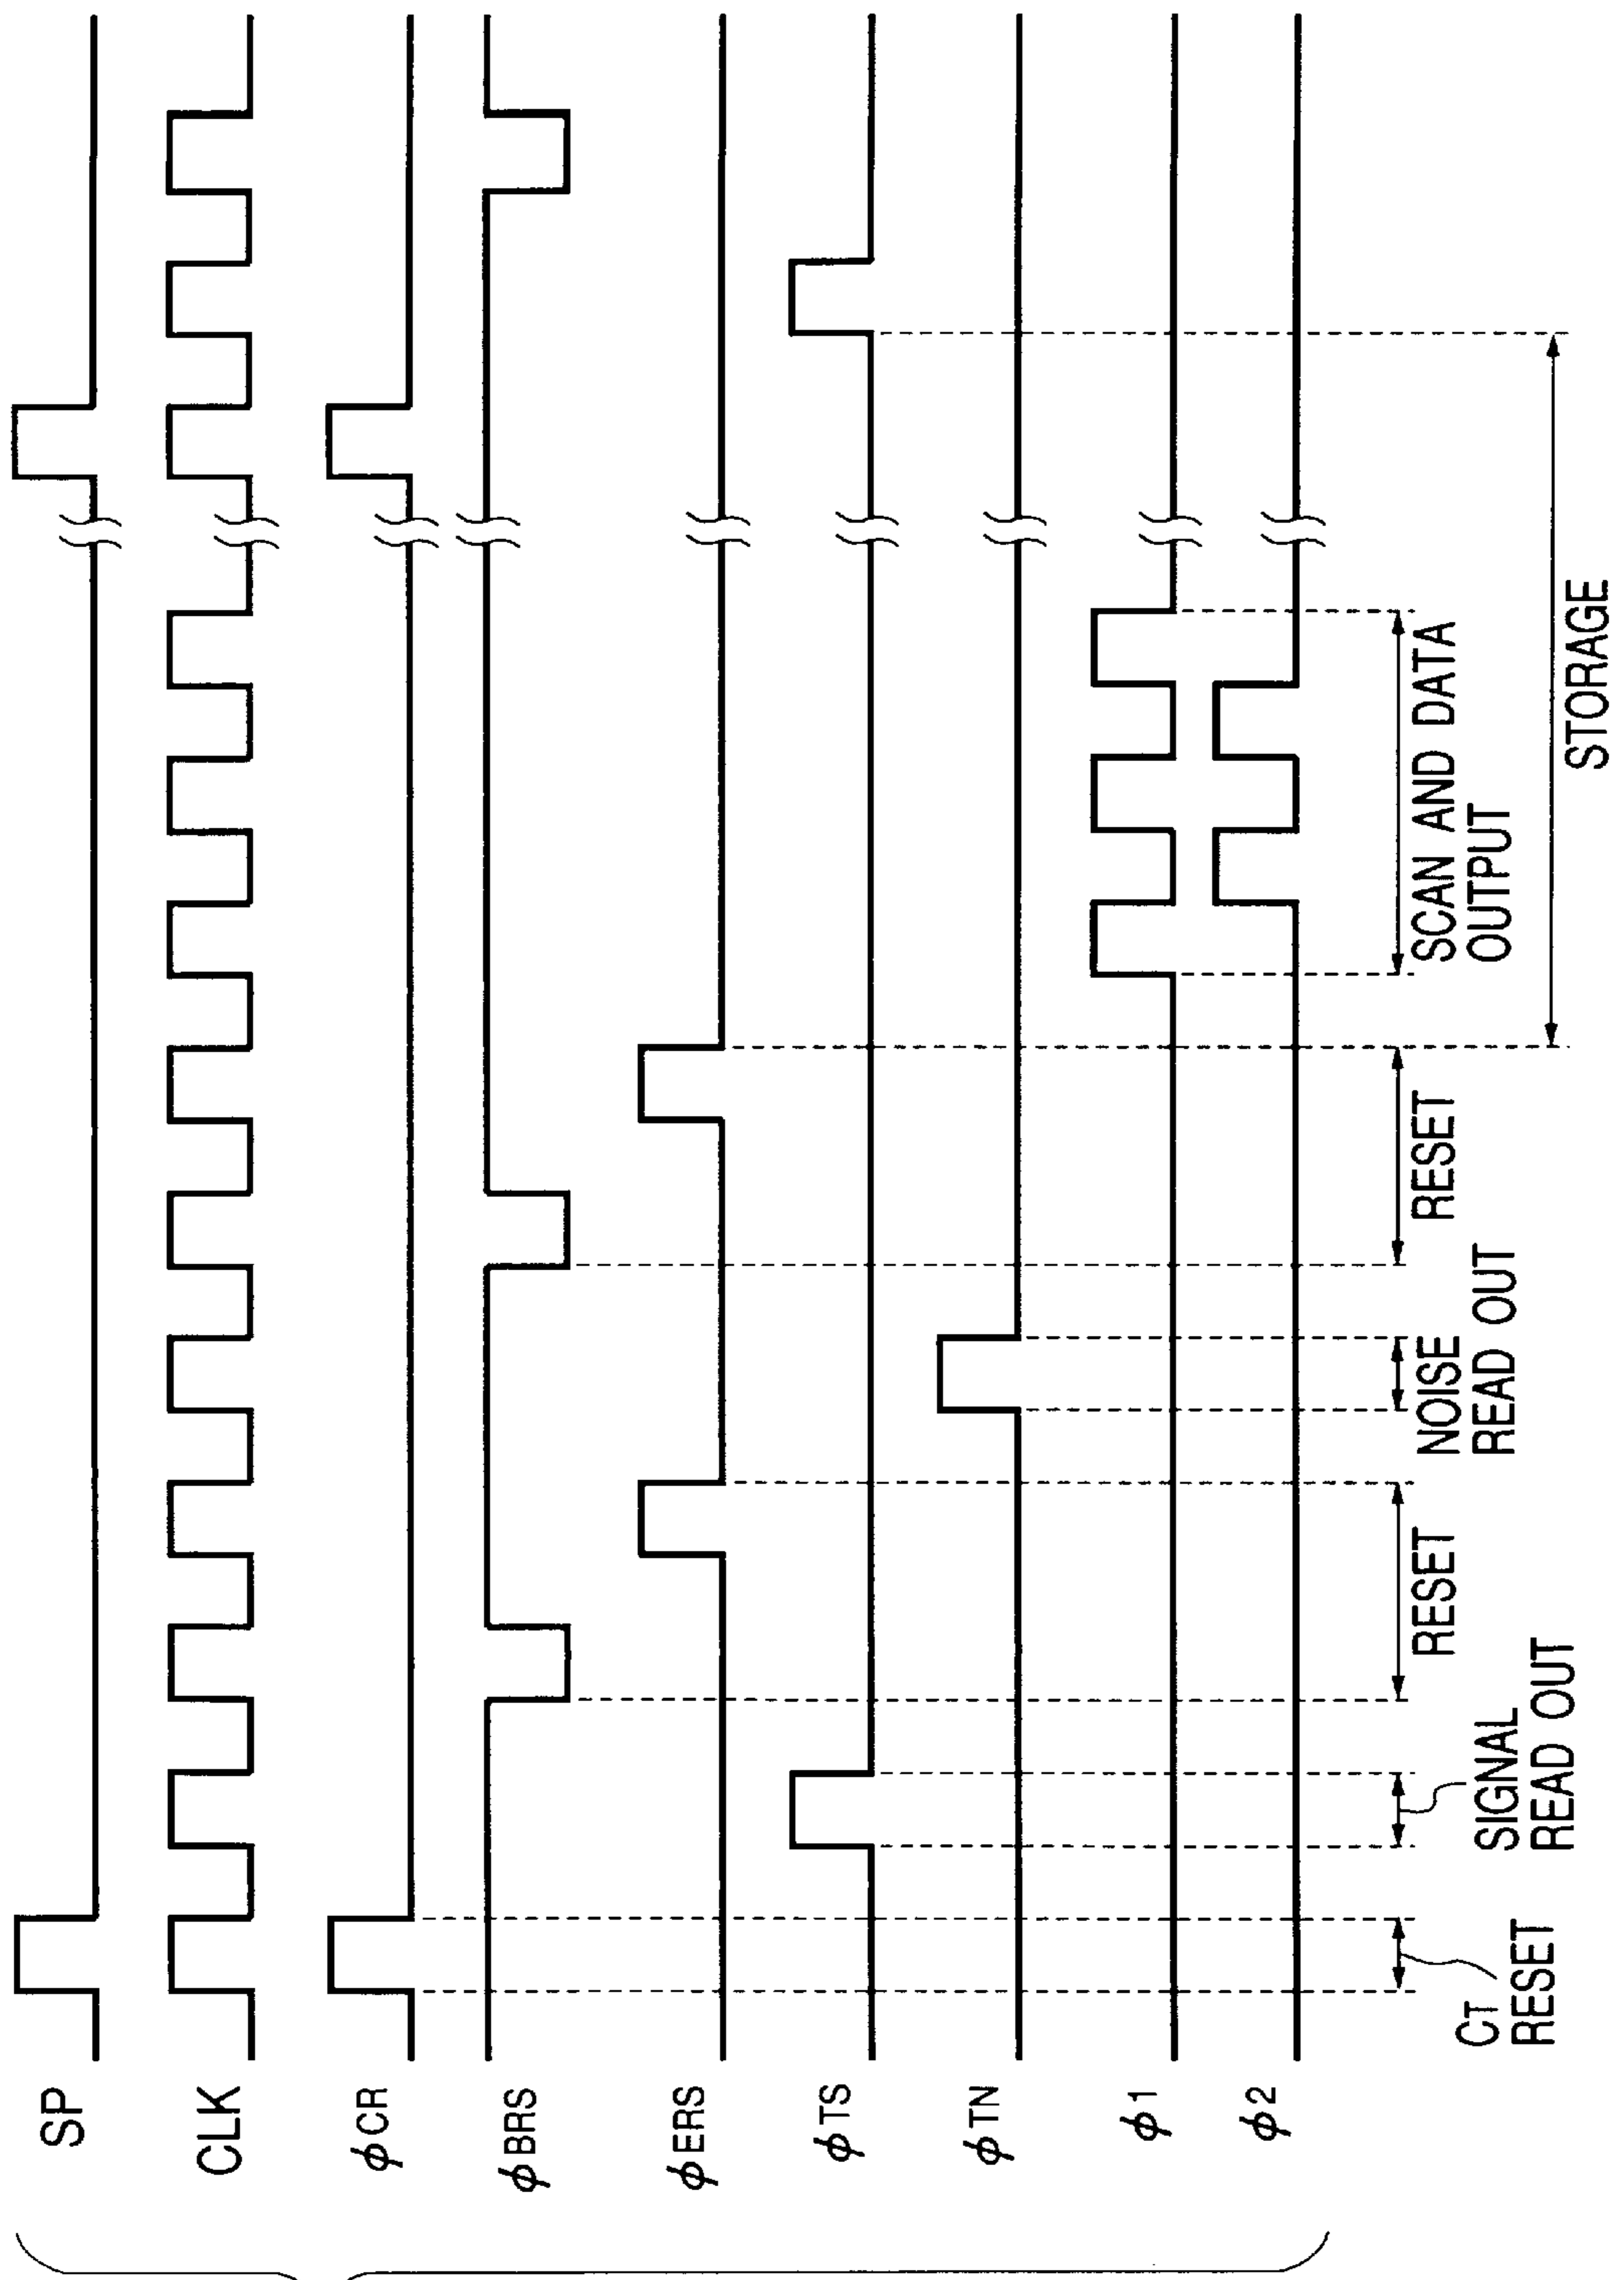 SP
CLK
φCR
φBRS
φERS
φTS
φTN
φ1
φ2
CT
RESET
SIGNAL
READ OUT
RESET
NOISE
READ OUT
RESET
SCAN AND DATA
OUTPUT
STORAGE